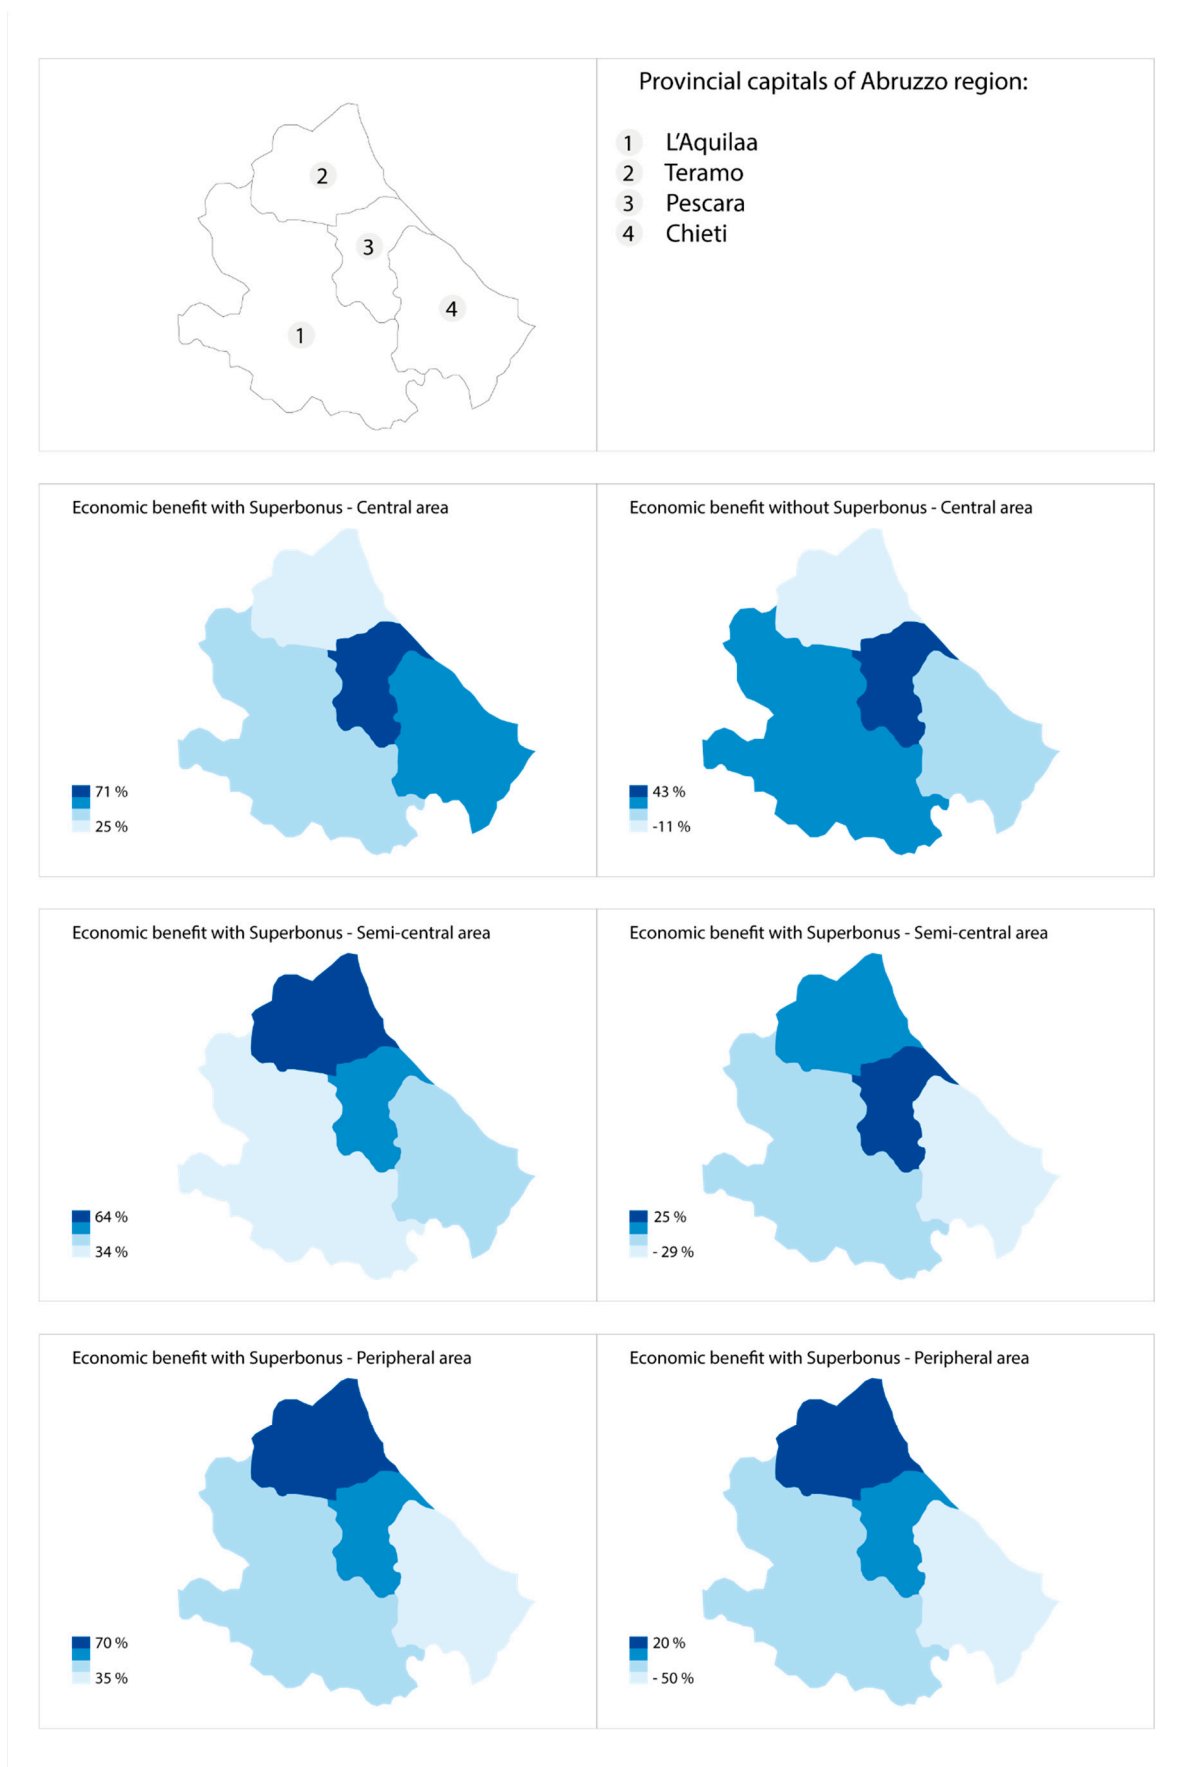 Provincial capitals of Abruzzo region:
1 L'Aquilaa
2 Teramo
3 Pescara
4 Chieti
2
3
4
1
Economic benefit with Superbonus - Central area
71 %
25 %
Economic benefit without Superbonus - Central area
43 %
-11 %
Economic benefit with Superbonus - Semi-central area
64 %
34 %
Economic benefit with Superbonus - Semi-central area
25 %
- 29 %
Economic benefit with Superbonus - Peripheral area
70 %
35 %
Economic benefit with Superbonus - Peripheral area
20 %
- 50 %